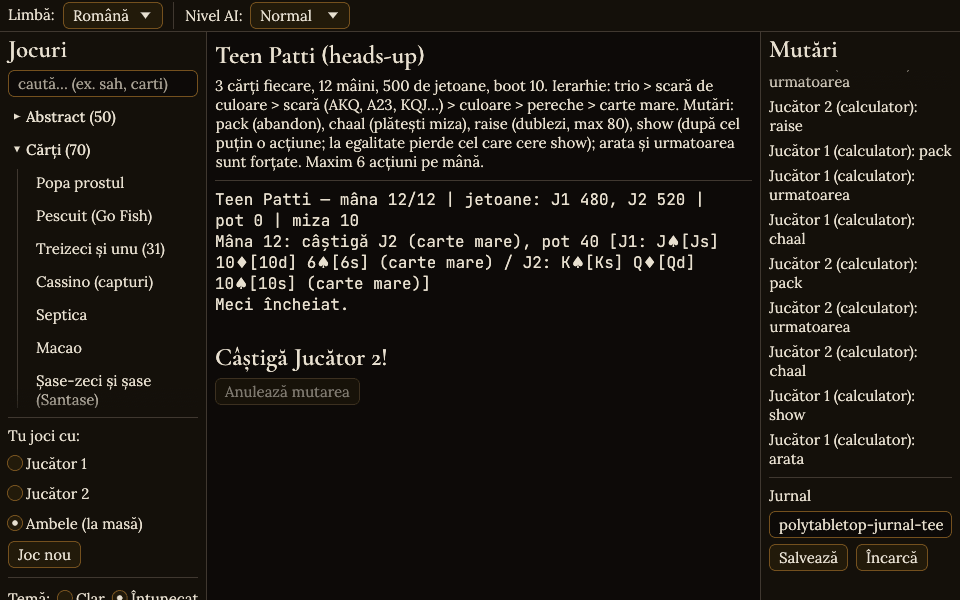 Limbă: Română Nivel AI: Normal
Jocuri
caută... (ex. sah, carti)
Abstract (50)
Cărți (70)
Popa prostul
Pescuit (Go Fish)
Treizeci și unu (31)
Cassino (capturi)
Septica
Macao
Șase-zeci și șase
(Santase)
Tu joci cu:
Jucător 1
Jucător 2
Ambele (la masă)
Joc nou
Temă: Clar Întunecat
Teen Patti (heads-up)
3 cărți fiecare, 12 mâini, 500 de jetoane, boot 10. Ierarhie: trio > scară de
culoare > scară (AKQ, A23, KQJ...) > culoare > pereche > carte mare. Mutări:
pack (abandon), chaal (plătești miza), raise (dublezi, max 80), show (după cel
puțin o acțiune; la egalitate pierde cel care cere show); arata și urmatoarea
sunt forțate. Maxim 6 acțiuni pe mână.
Teen Patti — mâna 12/12 | jetoane: J1 480, J2 520 |
pot 0 | miza 10
Mâna 12: câștigă J2 (carte mare), pot 40 [J1: J♠[Js]
10♦[10d] 6♠[6s] (carte mare) / J2: K♠[Ks] Q♦[Qd]
10♠[10s] (carte mare)]
Meci încheiat.
Câștigă Jucător 2!
Anulează mutarea
Mutări
urmatoarea
Jucător 2 (calculator):
raise
Jucător 1 (calculator): pack
Jucător 1 (calculator):
urmatoarea
Jucător 1 (calculator):
chaal
Jucător 2 (calculator):
pack
Jucător 2 (calculator):
urmatoarea
Jucător 2 (calculator):
chaal
Jucător 1 (calculator):
show
Jucător 1 (calculator):
arata
Jurnal
polytabletop-jurnal-tee
Salvează Încarcă